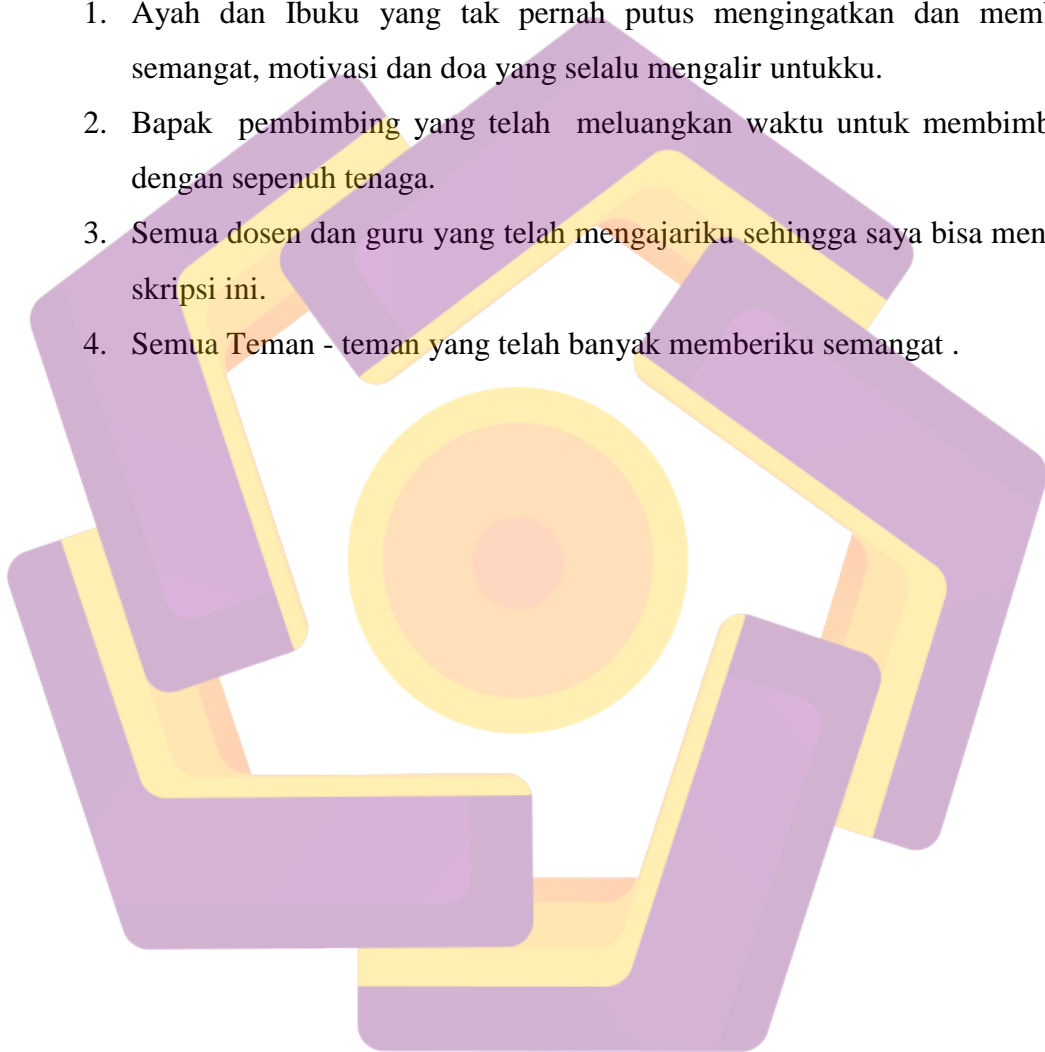 1. Ayah dan Ibuku yang tak pernah putus mengingatkan dan mem
semangat, motivasi dan doa yang selalu mengalir untukku.
2. Bapak pembimbing yang telah meluangkan waktu untuk membimb
dengan sepenuh tenaga.
3. Semua dosen dan guru yang telah mengajariku sehingga saya bisa men
skripsi ini.
4. Semua Teman - teman yang telah banyak memberiku semangat .